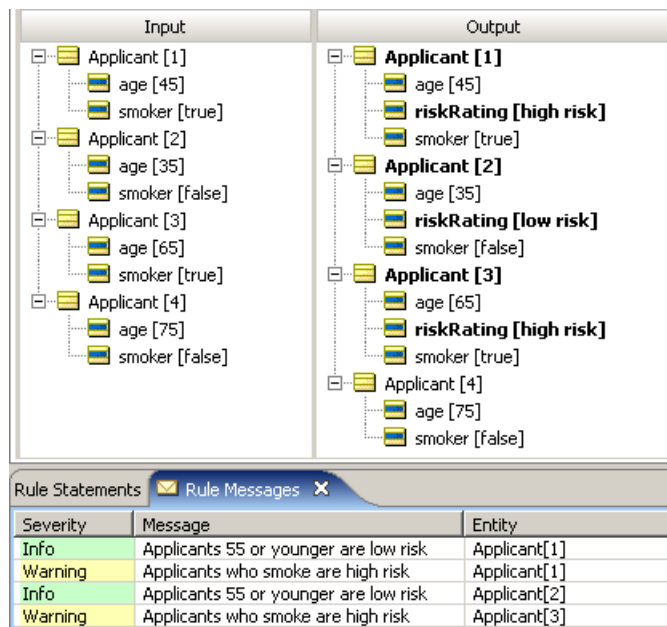 Input
Applicant [1]
age [45]
smoker [true]
Applicant [2]
age [35]
smoker [false]
Applicant [3]
age [65]
smoker [true]
Applicant [4]
age [75]
smoker [false]
Output
Applicant [1]
age [45]
riskRating [high risk]
smoker [true]
Applicant [2]
age [35]
riskRating [low risk]
smoker [false]
Applicant [3]
age [65]
riskRating [high risk]
smoker [true]
Applicant [4]
age [75]
smoker [false]
Rule Statements Rule Messages
Severity Message Entity
Info Applicants 55 or younger are low risk Applicant[1]
Warning Applicants who smoke are high risk Applicant[1]
Info Applicants 55 or younger are low risk Applicant[2]
Warning Applicants who smoke are high risk Applicant[3]